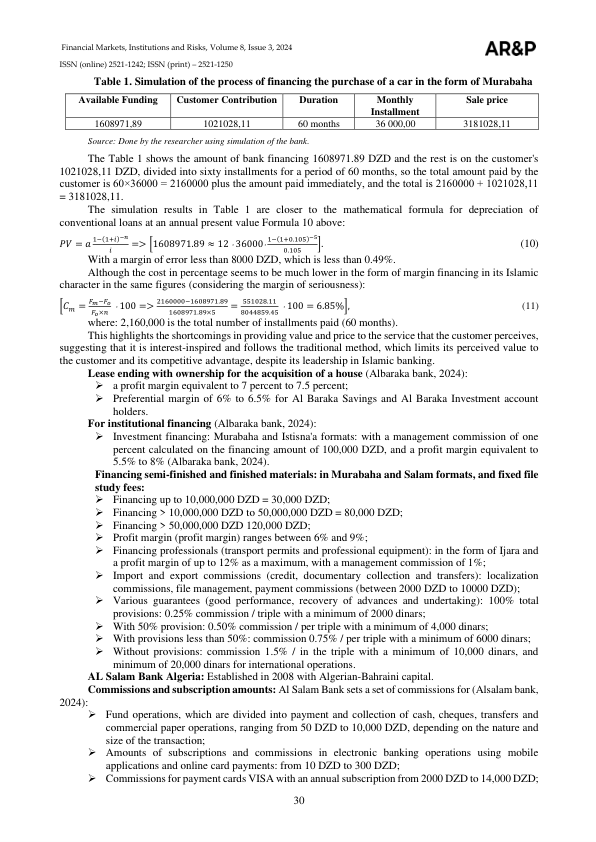 Financial Markets, Institutions and Risks, Volume 8, Issue 3, 2024
AR&P
ISSN (online) 2521-1242; ISSN (print) – 2521-1250
Table 1. Simulation of the process of financing the purchase of a car in the form of Murabaha
Available Funding Customer Contribution Duration Monthly Installment Sale price
1608971,89 1021028,11 60 months 36 000,00 3181028,11
Source: Done by the researcher using simulation of the bank.
The Table 1 shows the amount of bank financing 1608971.89 DZD and the rest is on the customer's
1021028,11 DZD, divided into sixty installments for a period of 60 months, so the total amount paid by the
customer is 60×36000 = 2160000 plus the amount paid immediately, and the total is 2160000 + 1021028,11
= 3181028,11.
The simulation results in Table 1 are closer to the mathematical formula for depreciation of
conventional loans at an annual present value Formula 10 above:
PV = a (1−(1+i)^−n)/i => [1608971.89 ≈ 12 ·36000 · (1−(1+0.105)^−5)/0.105]. (10)
With a margin of error less than 8000 DZD, which is less than 0.49%.
Although the cost in percentage seems to be much lower in the form of margin financing in its Islamic
character in the same figures (considering the margin of seriousness):
[C_m = (F_m−F_a)/(F_a×n) · 100 => (2160000−1608971.89)/(1608971.89×5) = 551028.11/8044859.45 · 100 = 6.85%], (11)
where: 2,160,000 is the total number of installments paid (60 months).
This highlights the shortcomings in providing value and price to the service that the customer perceives,
suggesting that it is interest-inspired and follows the traditional method, which limits its perceived value to
the customer and its competitive advantage, despite its leadership in Islamic banking.
Lease ending with ownership for the acquisition of a house (Albaraka bank, 2024):
➢ a profit margin equivalent to 7 percent to 7.5 percent;
➢ Preferential margin of 6% to 6.5% for Al Baraka Savings and Al Baraka Investment account
holders.
For institutional financing (Albaraka bank, 2024):
➢ Investment financing: Murabaha and Istisna'a formats: with a management commission of one
percent calculated on the financing amount of 100,000 DZD, and a profit margin equivalent to
5.5% to 8% (Albaraka bank, 2024).
Financing semi-finished and finished materials: in Murabaha and Salam formats, and fixed file
study fees:
➢ Financing up to 10,000,000 DZD = 30,000 DZD;
➢ Financing > 10,000,000 DZD to 50,000,000 DZD = 80,000 DZD;
➢ Financing > 50,000,000 DZD 120,000 DZD;
➢ Profit margin (profit margin) ranges between 6% and 9%;
➢ Financing professionals (transport permits and professional equipment): in the form of Ijara and
a profit margin of up to 12% as a maximum, with a management commission of 1%;
➢ Import and export commissions (credit, documentary collection and transfers): localization
commissions, file management, payment commissions (between 2000 DZD to 10000 DZD);
➢ Various guarantees (good performance, recovery of advances and undertaking): 100% total
provisions: 0.25% commission / triple with a minimum of 2000 dinars;
➢ With 50% provision: 0.50% commission / per triple with a minimum of 4,000 dinars;
➢ With provisions less than 50%: commission 0.75% / per triple with a minimum of 6000 dinars;
➢ Without provisions: commission 1.5% / in the triple with a minimum of 10,000 dinars, and
minimum of 20,000 dinars for international operations.
AL Salam Bank Algeria: Established in 2008 with Algerian-Bahraini capital.
Commissions and subscription amounts: Al Salam Bank sets a set of commissions for (Alsalam bank,
2024):
➢ Fund operations, which are divided into payment and collection of cash, cheques, transfers and
commercial paper operations, ranging from 50 DZD to 10,000 DZD, depending on the nature and
size of the transaction;
➢ Amounts of subscriptions and commissions in electronic banking operations using mobile
applications and online card payments: from 10 DZD to 300 DZD;
➢ Commissions for payment cards VISA with an annual subscription from 2000 DZD to 14,000 DZD;
30